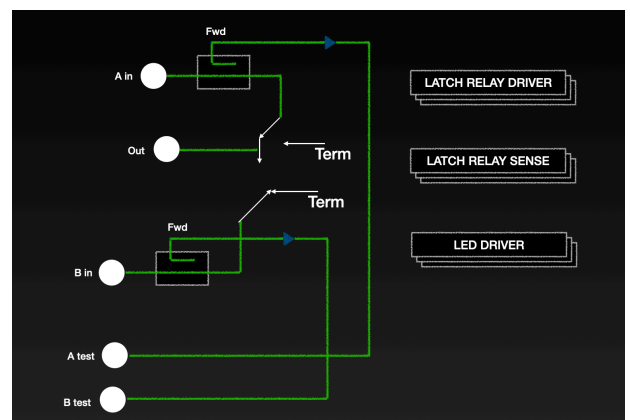 Fwd
A in
LATCH RELAY DRIVER
Out
Term
LATCH RELAY SENSE
Term
Fwd
LED DRIVER
B in
A test
B test